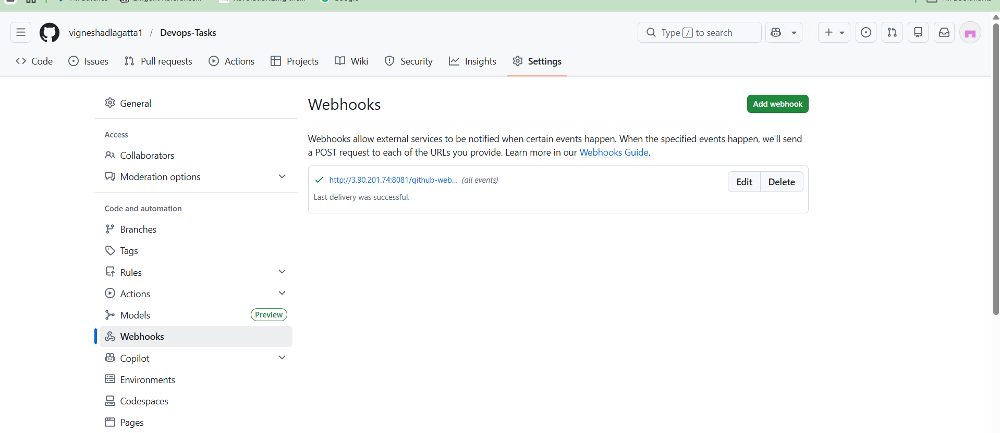 vigneshadlagatta1 / Devops-Tasks
Type / to search
Code Issues Pull requests Actions Projects Wiki Security Insights Settings
General
Access
Collaborators
Moderation options
Code and automation
Branches
Tags
Rules
Actions
Models Preview
Webhooks
Copilot
Environments
Codespaces
Pages
Webhooks
Add webhook
Webhooks allow external services to be notified when certain events happen. When the specified events happen, we'll send
a POST request to each of the URLs you provide. Learn more in our Webhooks Guide.
http://3.90.201.74:8081/github-web... (all events)
Edit Delete
Last delivery was successful.